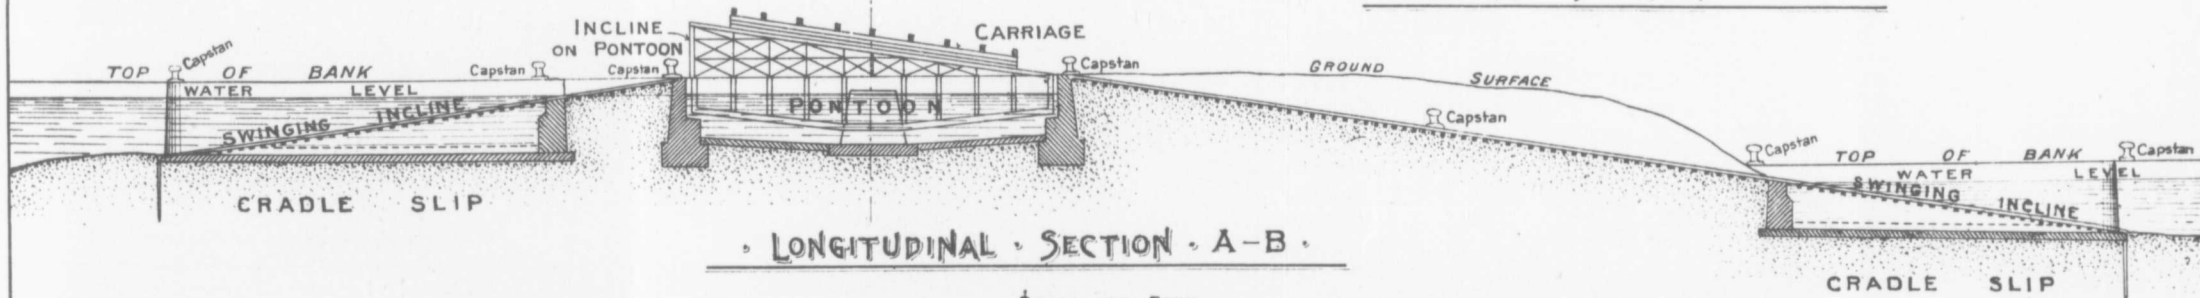 INCLINE
ON PONTOON
CARRIAGE
TOP OF BANK
Capstan
Capstan
Capstan
WATER LEVEL
SWINGING INCLINE
PONTOON
Capstan
GROUND SURFACE
Capstan
Capstan
TOP OF BANK
Capstan
WATER LEVEL
SWINGING INCLINE
CRADLE SLIP
· LONGITUDINAL · SECTION · A–B ·
CRADLE SLIP